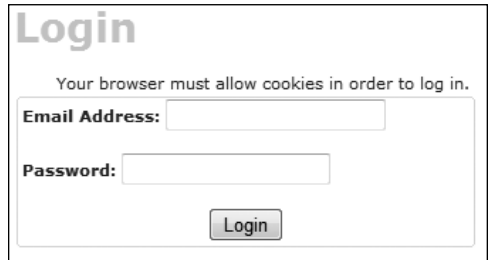 Login
Your browser must allow cookies in order to log in.
Email Address:
Password:
Login